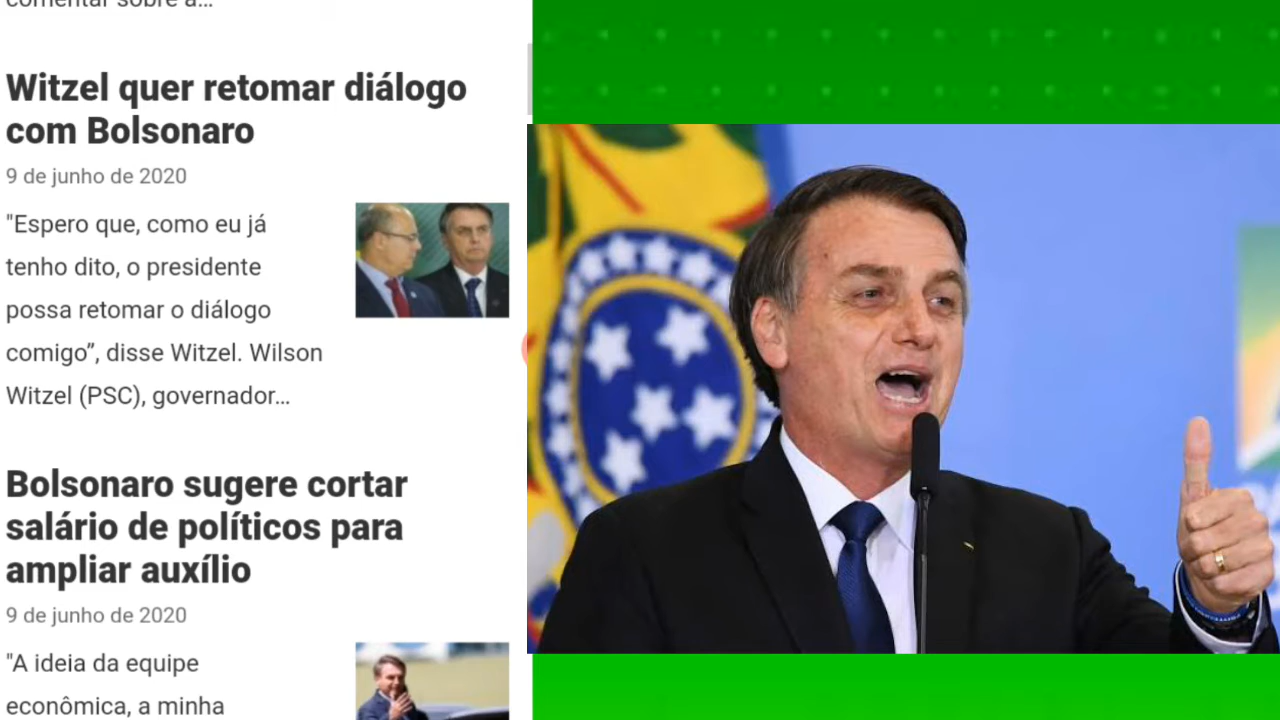 comentar sobre a...
Witzel quer retomar diálogo
com Bolsonaro
9 de junho de 2020
"Espero que, como eu já
tenho dito, o presidente
possa retomar o diálogo
comigo”, disse Witzel. Wilson
Witzel (PSC), governador...
Bolsonaro sugere cortar
salário de políticos para
ampliar auxílio
9 de junho de 2020
"A ideia da equipe
econômica, a minha